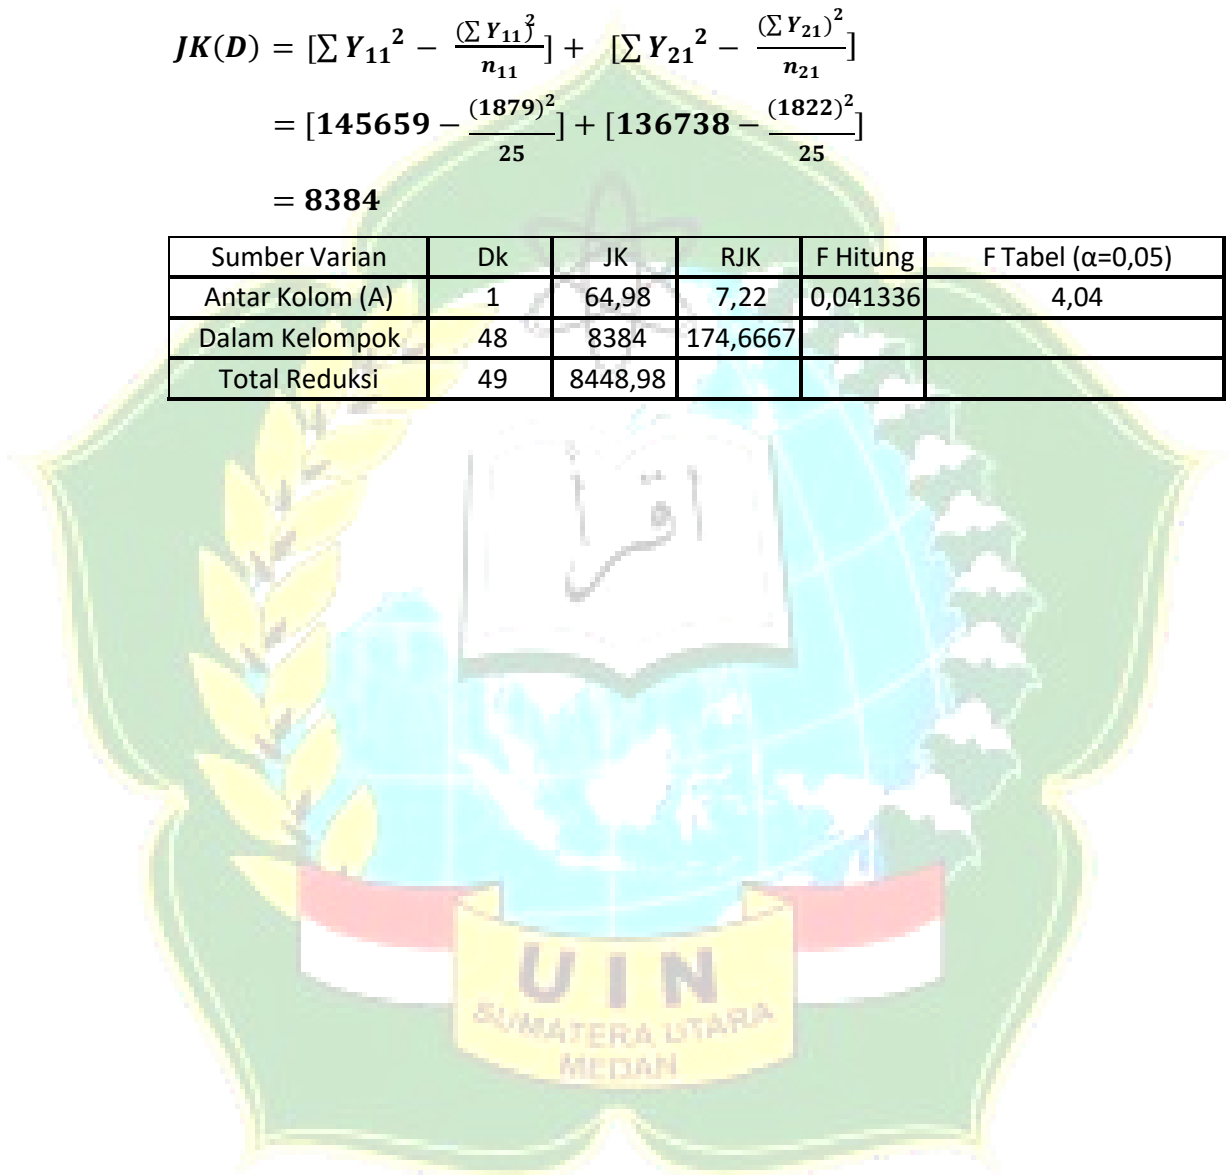 JK(D) = [∑ Y₁₁² − (∑ Y₁₁)²/n₁₁] + [∑ Y₂₁² − (∑ Y₂₁)²/n₂₁]
= [145659 − (1879)²/25] + [136738 − (1822)²/25]
= 8384
Sumber Varian Dk JK RJK F Hitung F Tabel (α=0,05)
Antar Kolom (A) 1 64,98 7,22 0,041336 4,04
Dalam Kelompok 48 8384 174,6667
Total Reduksi 49 8448,98
اقرأ
UIN
SUMATERA UTARA
MEDAN